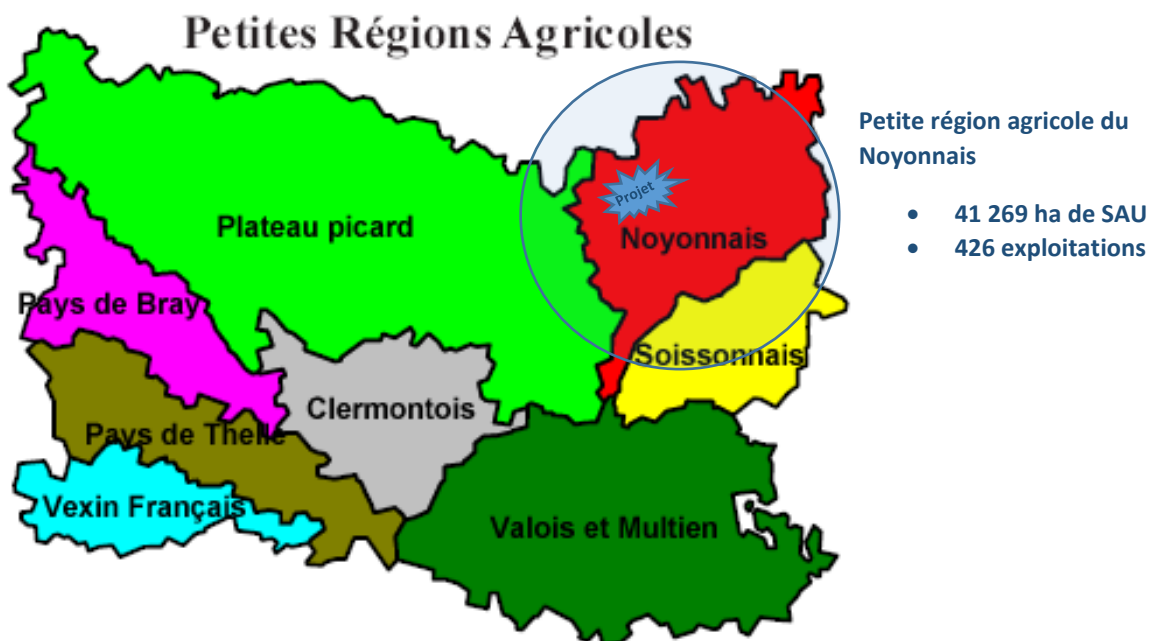 Petites Régions Agricoles
Petite région agricole du
Noyonnais
• 41 269 ha de SAU
• 426 exploitations
Projet
Plateau picard
Noyonnais
Pays de Bray
Soissonnais
Clermontois
Pays de Thelle
Vexin Français
Valois et Multien